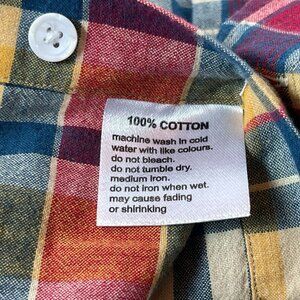 100% COTTON
machine wash in cold
water with like colours.
do not bleach.
do not tumble dry.
medium iron.
do not iron when wet.
may cause fading
or shirinking